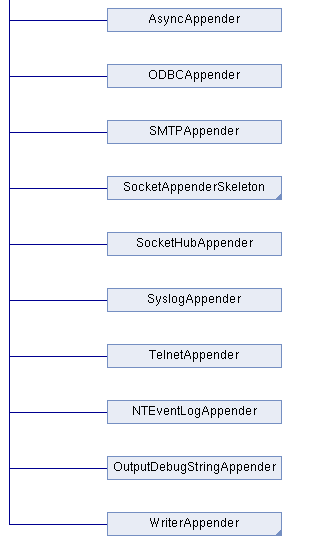 AsyncAppender
ODBCAppender
SMTPAppender
SocketAppenderSkeleton
SocketHubAppender
SyslogAppender
TelnetAppender
NTEventLogAppender
OutputDebugStringAppender
WriterAppender